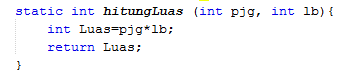 static int hitungLuas (int pjg, int lb){
int Luas=pjg*lb;
return Luas;
}